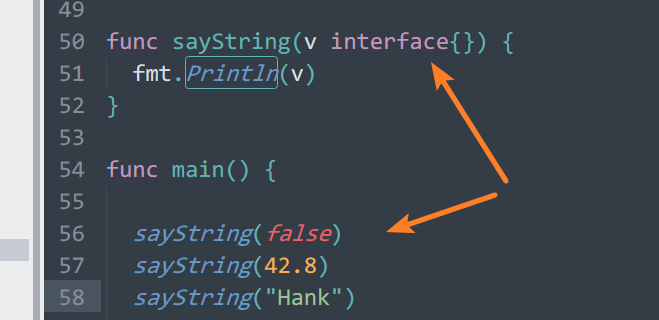 49
50 func sayString(v interface{}) {
51   fmt.Println(v)
52 }
53
54 func main() {
55
56   sayString(false)
57   sayString(42.8)
58   sayString("Hank")